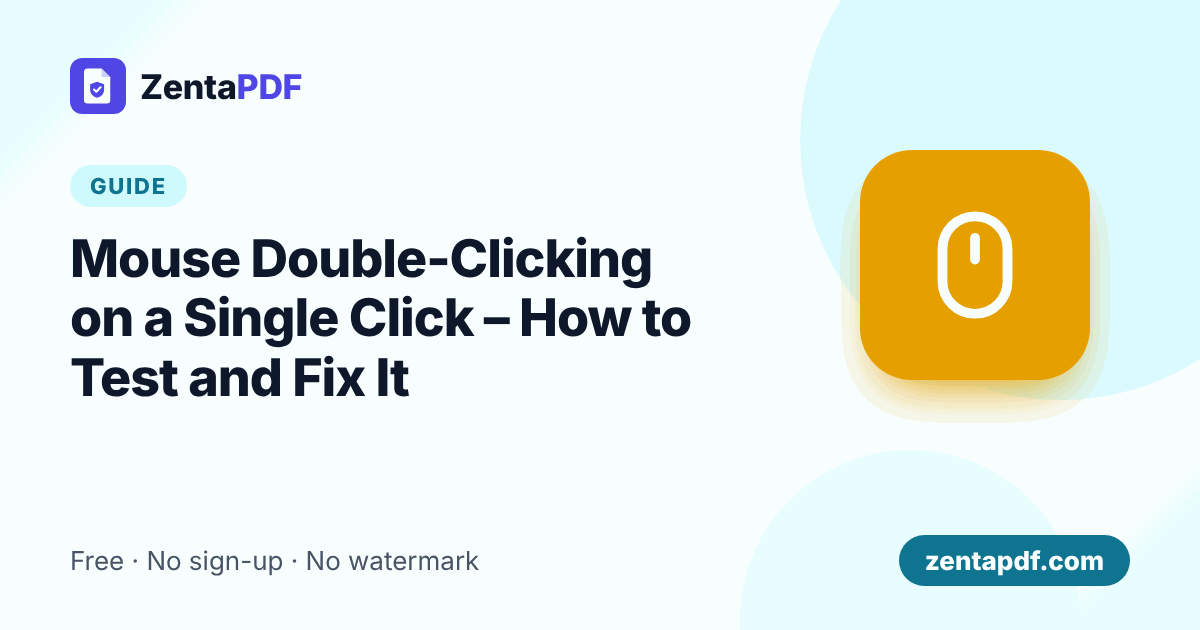 ZentaPDF
GUIDE
Mouse Double-Clicking
on a Single Click – How to
Test and Fix It
Free · No sign-up · No watermark
zentapdf.com